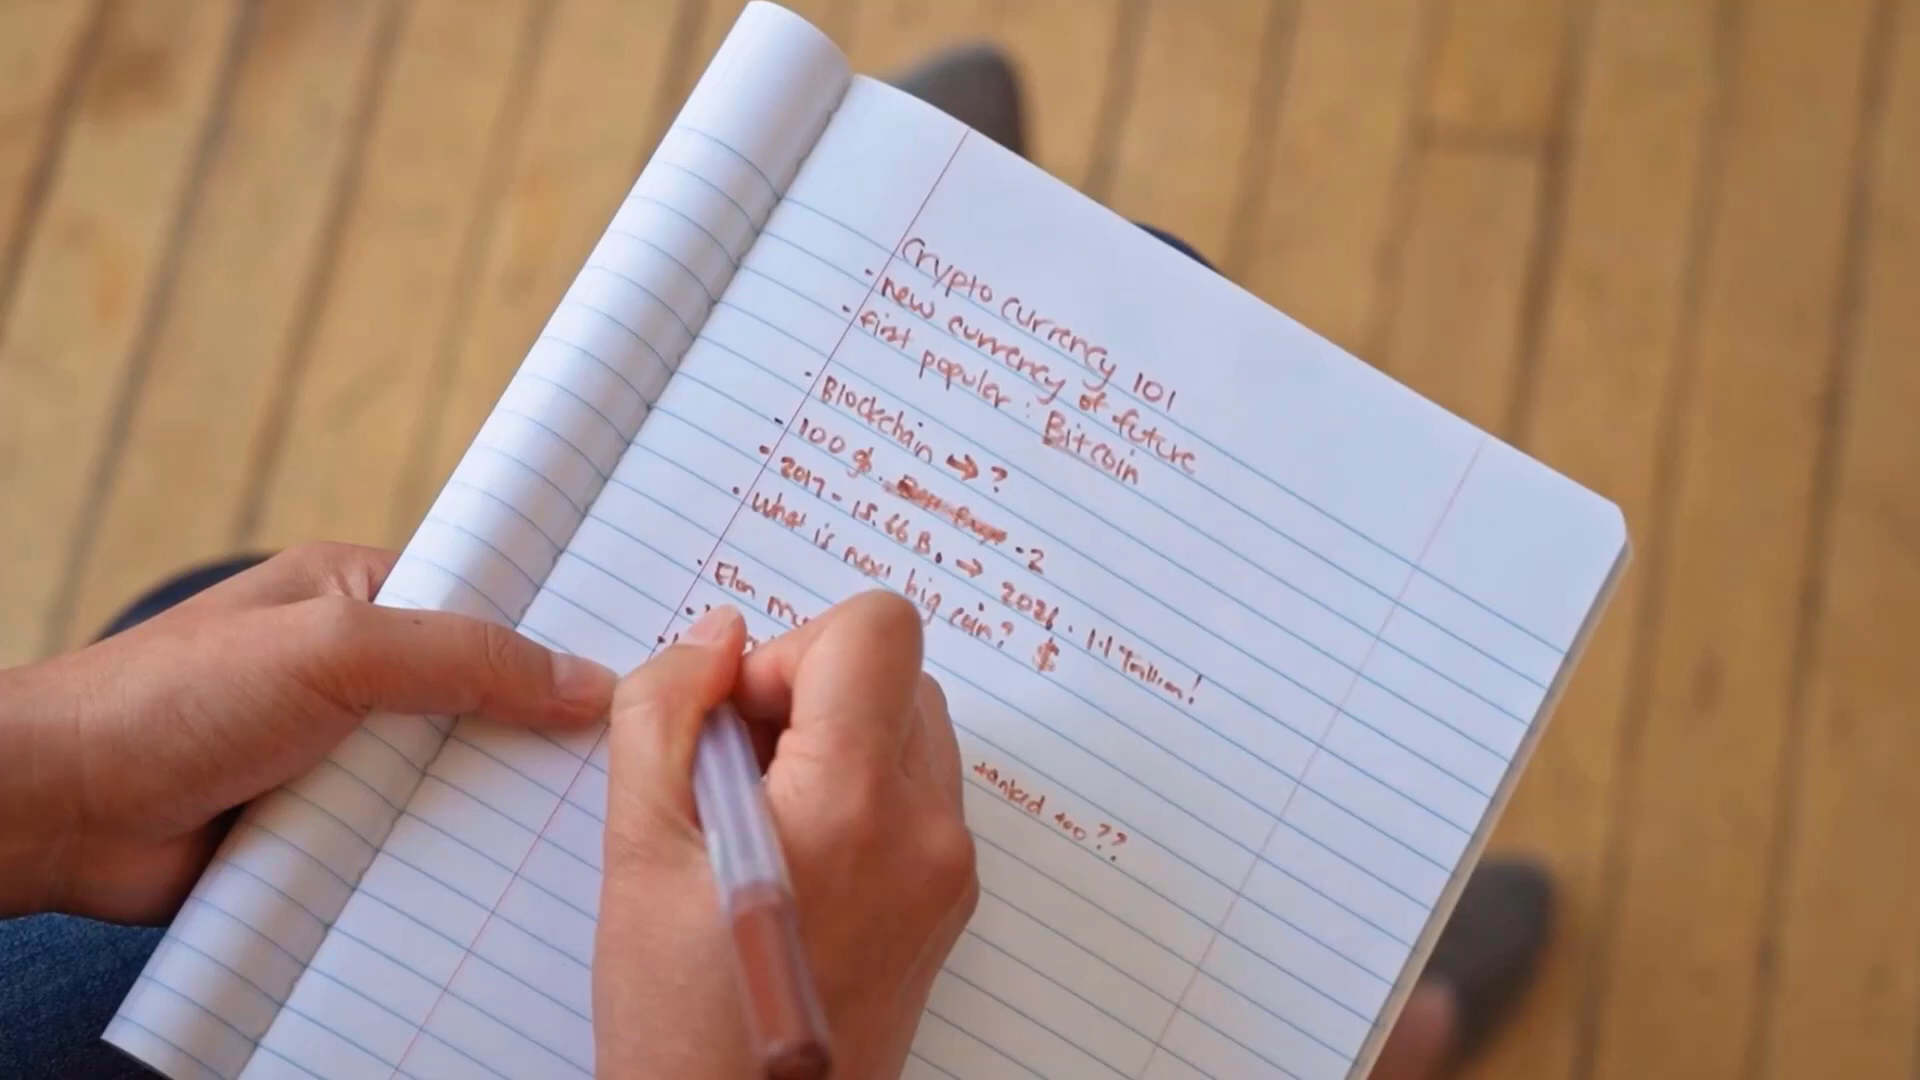 Crypto Currency 101
• new currency of future
• first popular : Bitcoin
• Blockchain → ?
- 100 $ . • 2
• 2017 - 15.66 B. → 2021 . 1.1 Trillion!
• What is next big coin? $
• Elon
tanked too ??